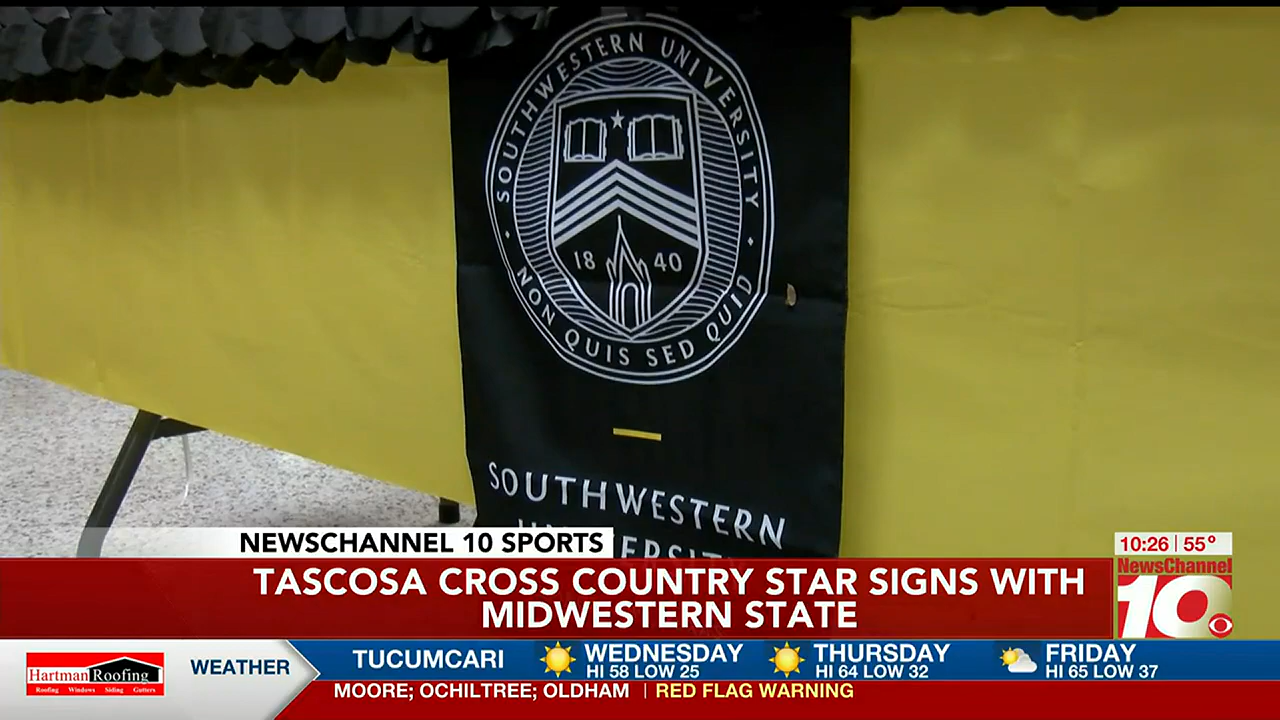 SOUTHWESTERN UNIVERSITY
18 40
NON QUIS SED QUID
SOUTHWESTERN
NEWSCHANNEL 10 SPORTS
TASCOSA CROSS COUNTRY STAR SIGNS WITH
MIDWESTERN STATE
10:26 55°
NewsChannel
10
Hartman Roofing
Roofing Windows Siding Gutters
WEATHER
TUCUMCARI
WEDNESDAY
HI 58 LOW 25
THURSDAY
HI 64 LOW 32
FRIDAY
HI 65 LOW 37
MOORE; OCHILTREE; OLDHAM | RED FLAG WARNING